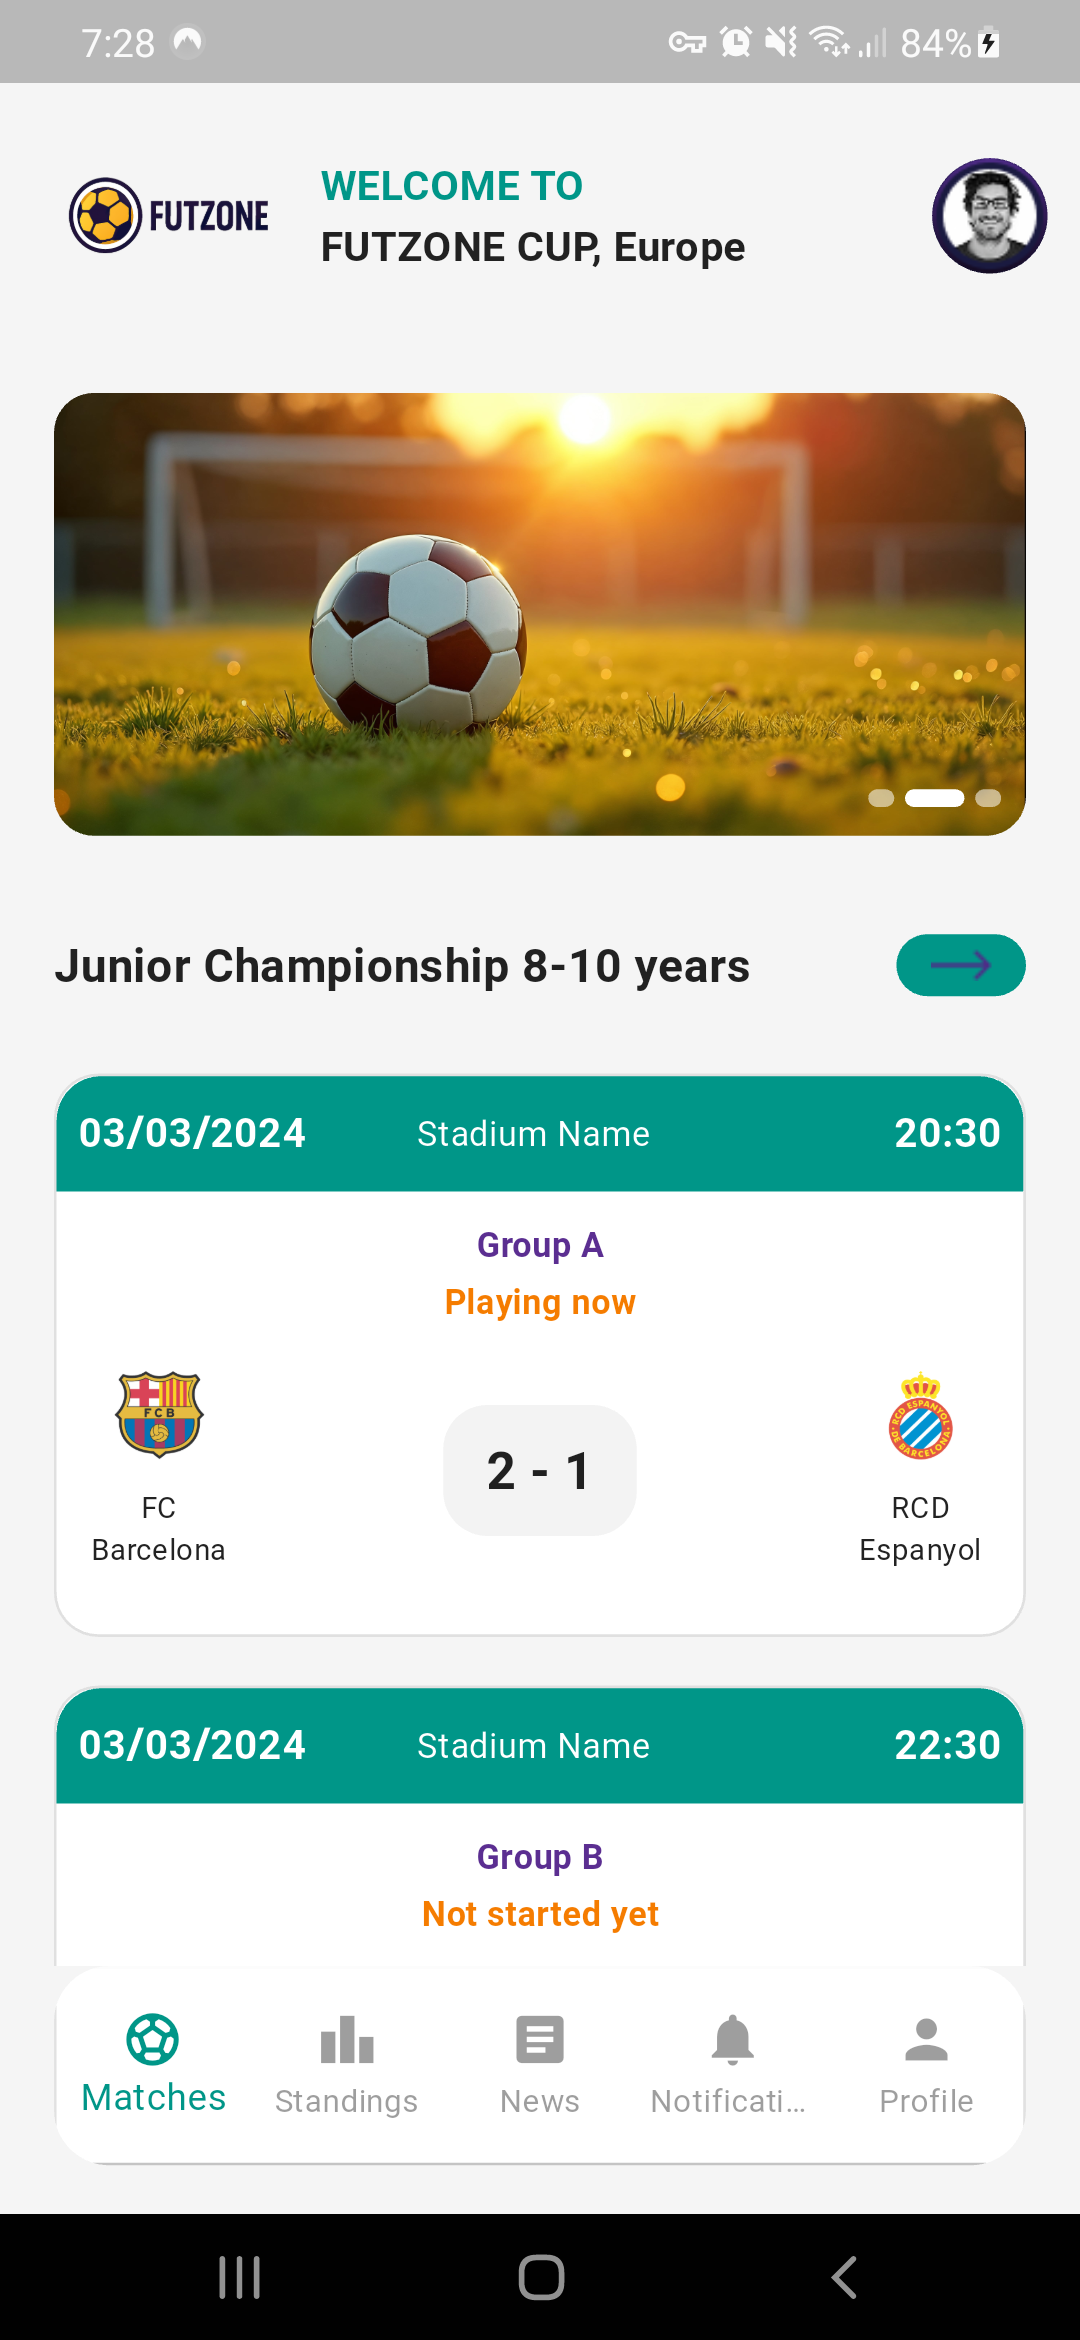 7:28
84%
FUTZONE
WELCOME TO
FUTZONE CUP, Europe
Junior Championship 8-10 years
03/03/2024 Stadium Name 20:30
Group A
Playing now
FCB
RCD ESPANYOL DE BARCELONA
2 - 1
FC
Barcelona
RCD
Espanyol
03/03/2024 Stadium Name 22:30
Group B
Not started yet
Matches Standings News Notificati... Profile